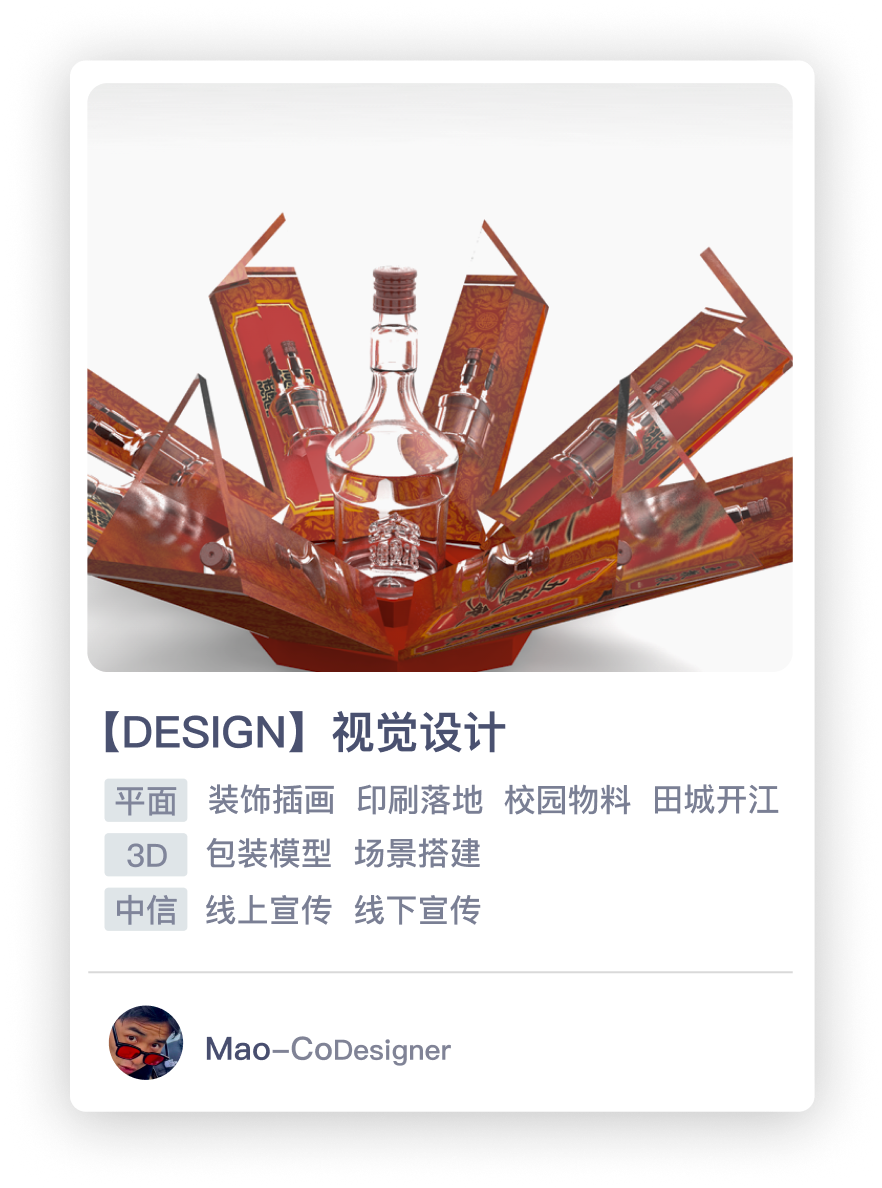 【DESIGN】视觉设计
平面 装饰插画 印刷落地 校园物料 田城开江
3D 包装模型 场景搭建
中信 线上宣传 线下宣传
Mao-CoDesigner